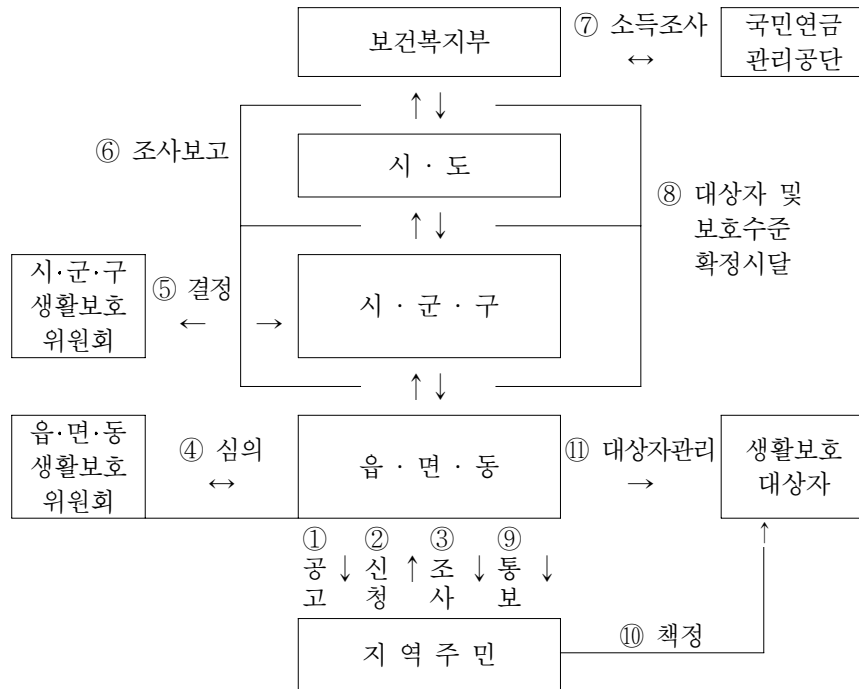 보건복지부
⑦ 소득조사
↔
국민연금
관리공단
↑ ↓
⑥ 조사보고
시 · 도
⑧ 대상자 및
보호수준
확정시달
↑ ↓
시·군·구
생활보호
위원회
⑤ 결정
← →
시 · 군 · 구
↑ ↓
읍·면·동
생활보호
위원회
④ 심의
↔
읍 · 면 · 동
⑪ 대상자관리
→
생활보호
대상자
① ② ③ ⑨
공 ↓ 신 ↑ 조 ↓ 통 ↓
고 청 사 보
지 역 주 민
⑩ 책정